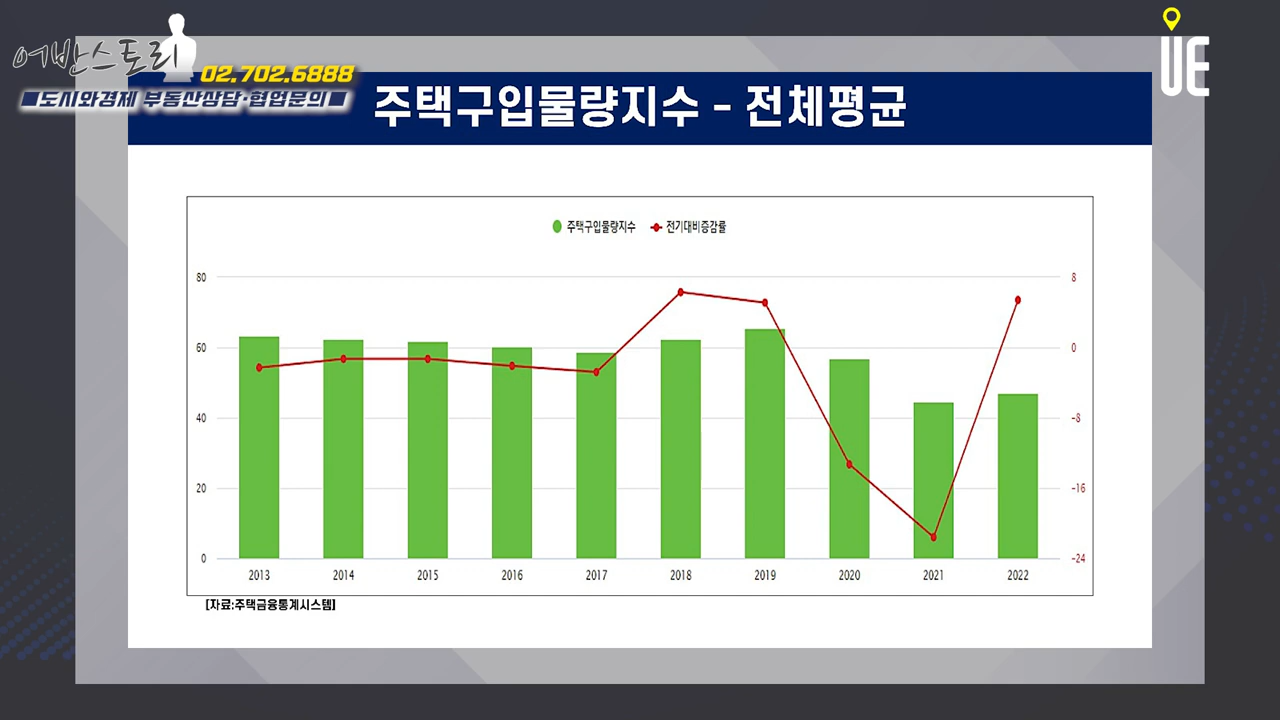 어반스토리
02.702.6888
■도시와경제 부동산상담·협업문의■
UE
주택구입물량지수 - 전체평균
주택구입물량지수 전기대비증감률
80 8
60 0
40 -8
20 -16
0 -24
2013 2014 2015 2016 2017 2018 2019 2020 2021 2022
[자료:주택금융통계시스템]